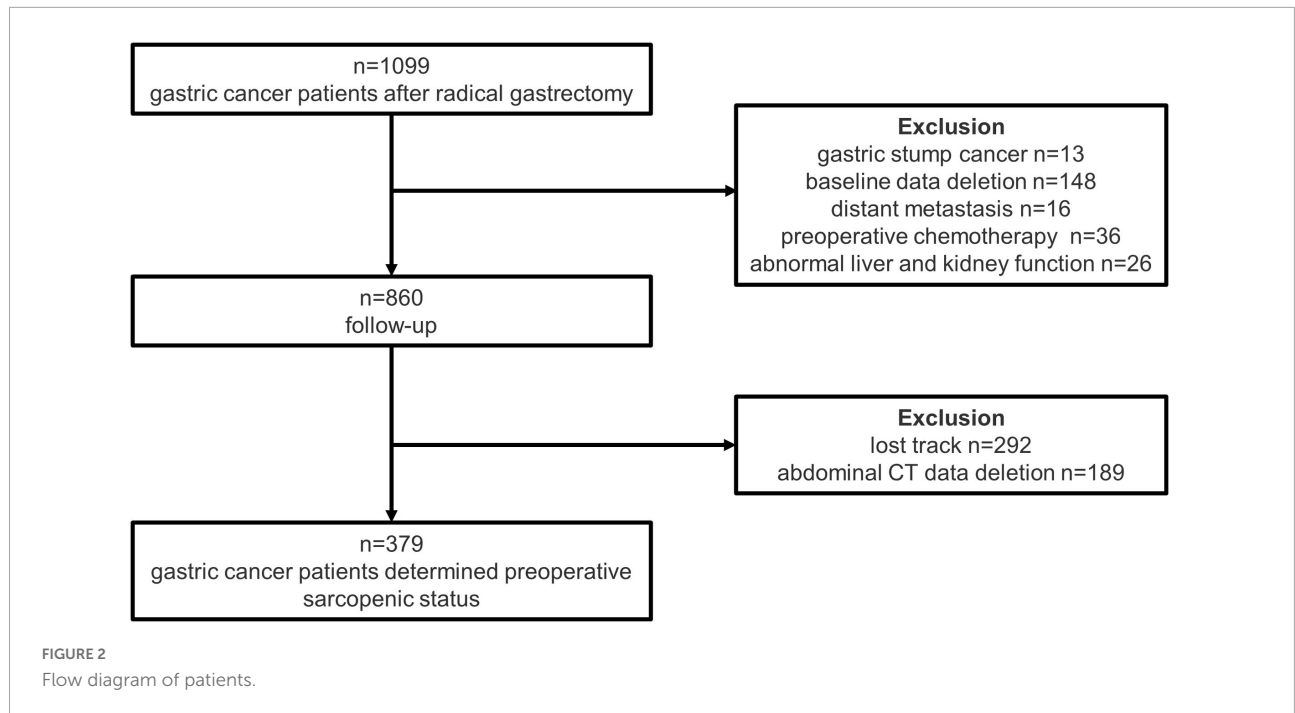 n=1099
gastric cancer patients after radical gastrectomy
Exclusion
gastric stump cancer n=13
baseline data deletion n=148
distant metastasis n=16
preoperative chemotherapy n=36
abnormal liver and kidney function n=26
n=860
follow-up
Exclusion
lost track n=292
abdominal CT data deletion n=189
n=379
gastric cancer patients determined preoperative
sarcopenic status
FIGURE 2
Flow diagram of patients.